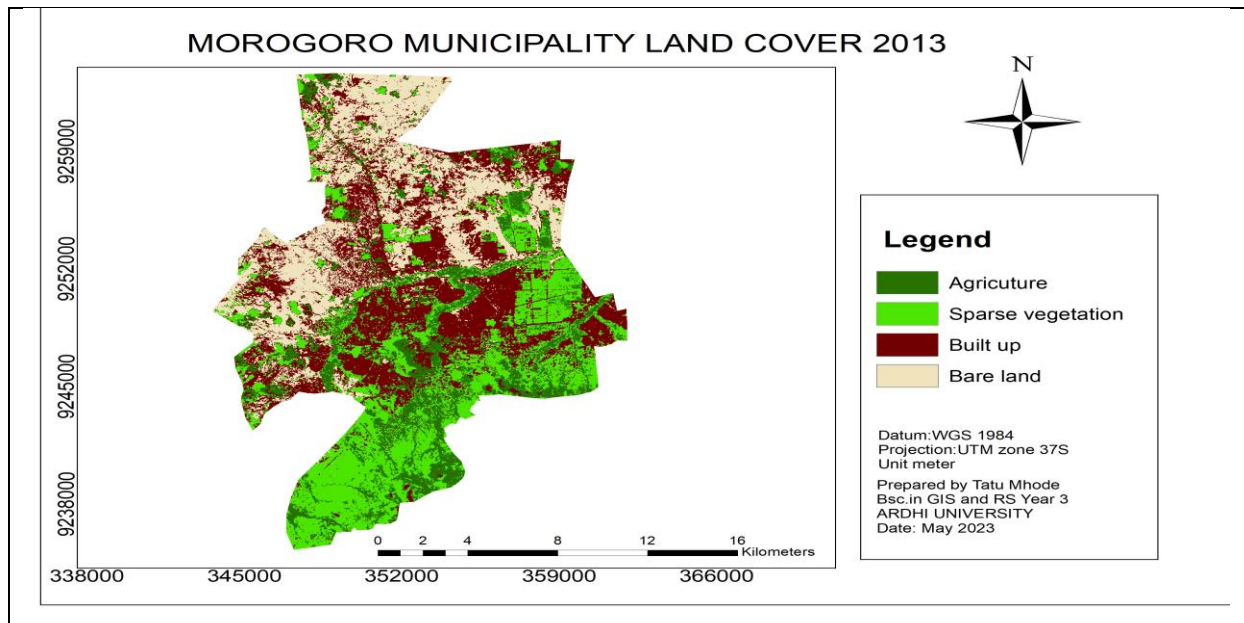 MOROGORO MUNICIPALITY LAND COVER 2013
N
9259000
9252000
9245000
9238000
Legend
Agricuture
Sparse vegetation
Built up
Bare land
Datum:WGS 1984
Projection:UTM zone 37S
Unit meter
Prepared by Tatu Mhode
Bsc.in GIS and RS Year 3
ARDHI UNIVERSITY
Date: May 2023
0 2 4 8 12 16
Kilometers
338000 345000 352000 359000 366000